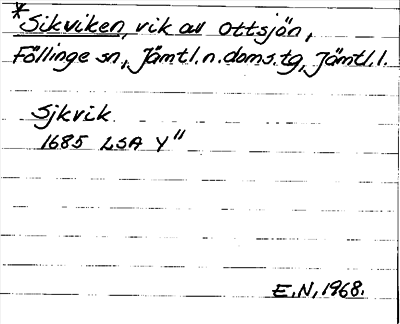 *Sikviken, vik av Ottsjön,
Föllinge sn, Jämtl.n.doms.tg, Jämtl.l.
Sjkvik
1685 LSA Y"
E.N, 1968.